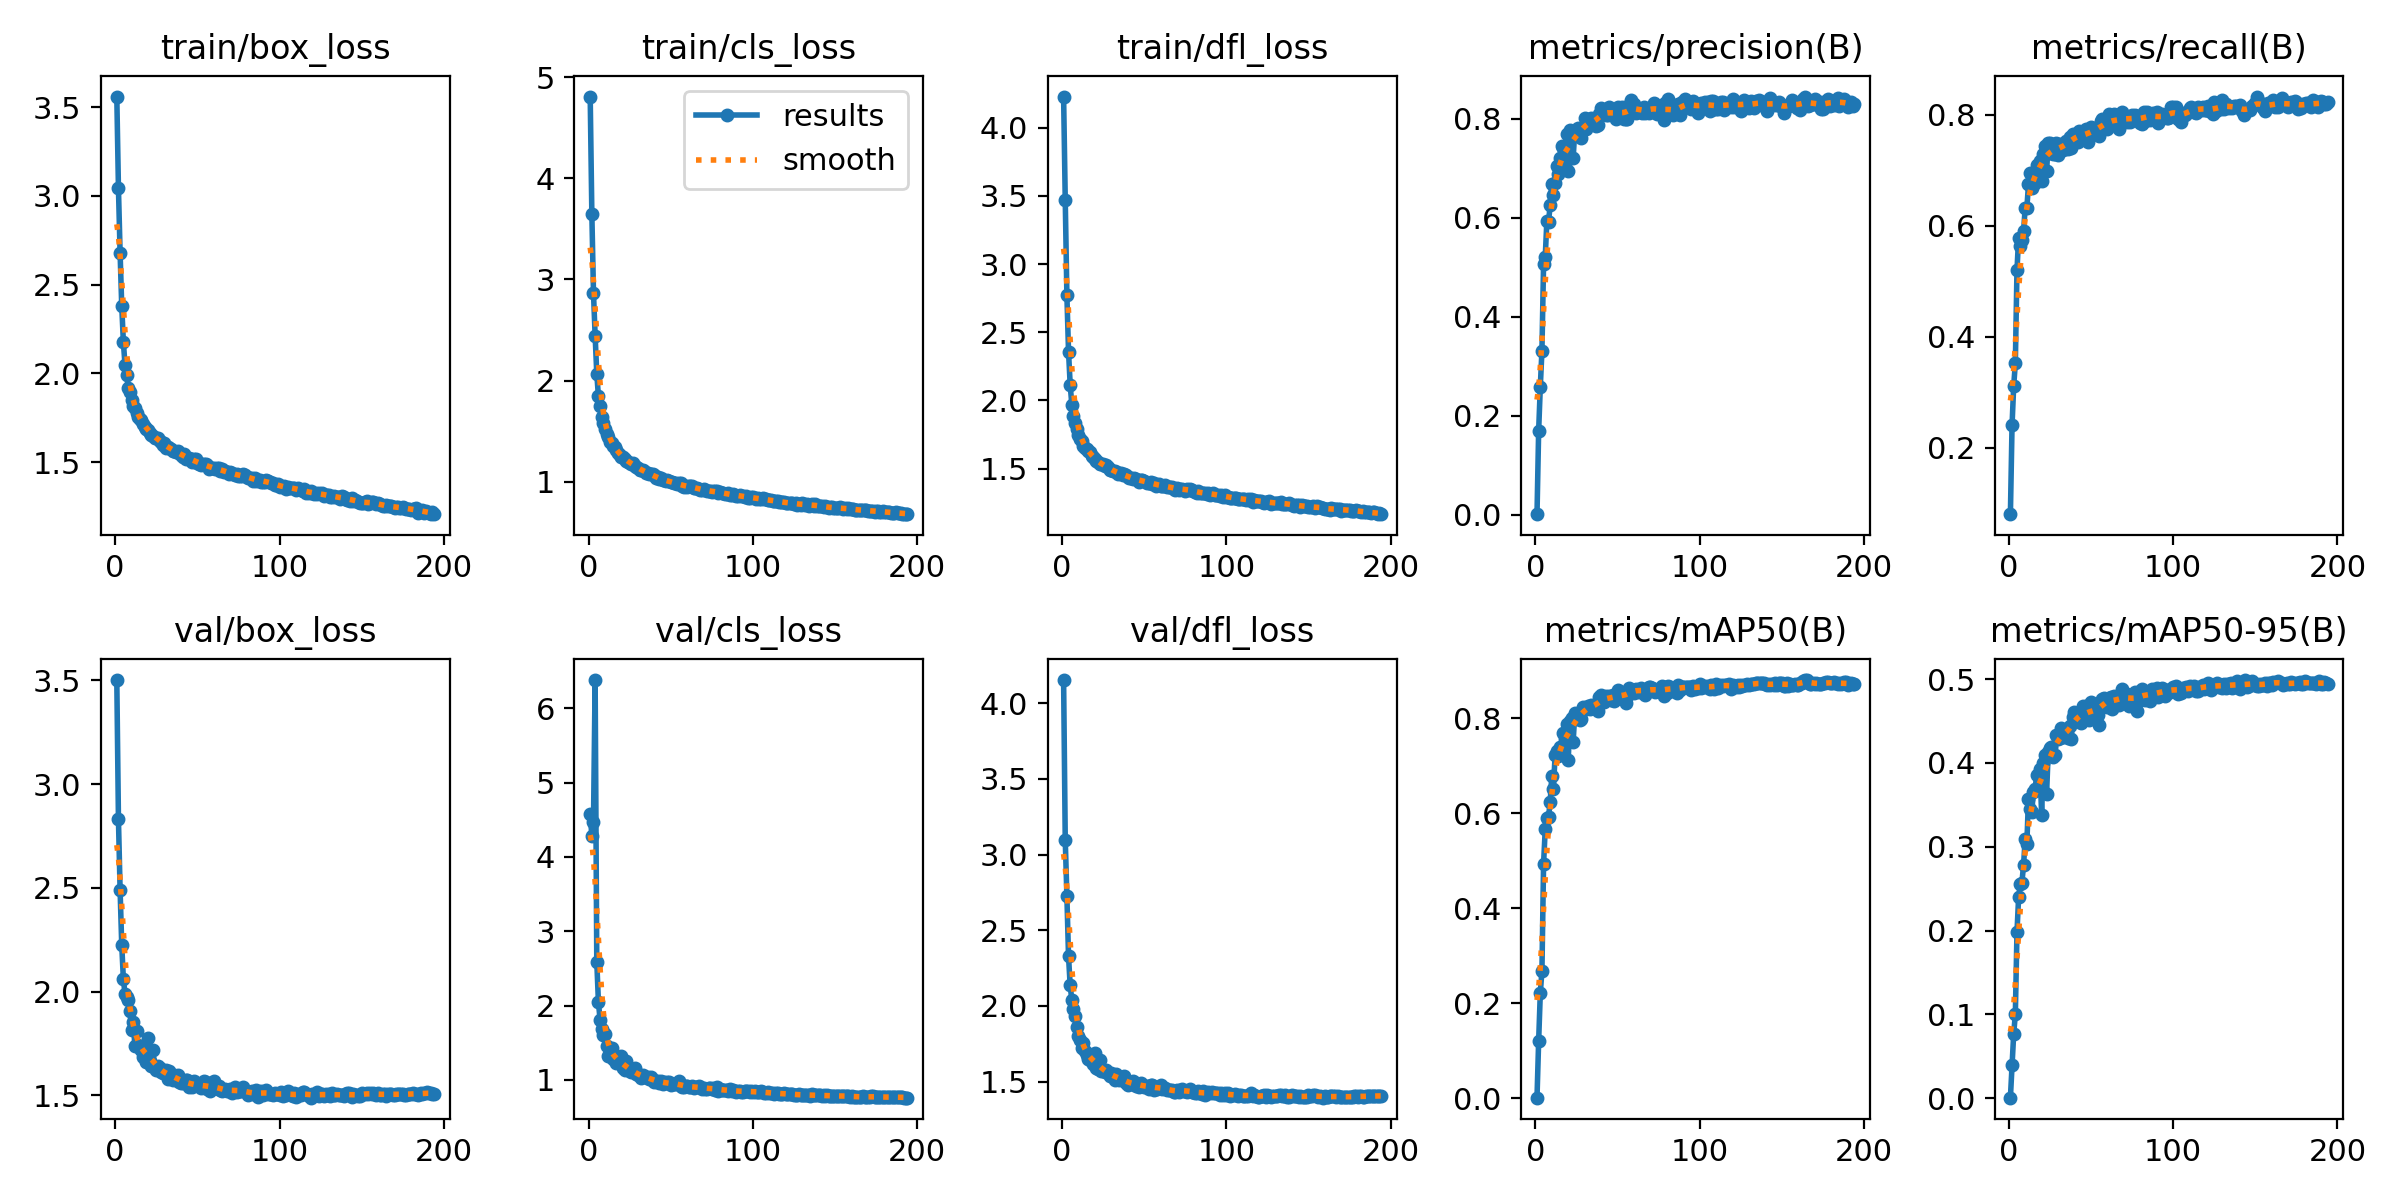 train/box_loss
train/cls_loss
train/dfl_loss
metrics/precision(B)
metrics/recall(B)
3.5
3.0
2.5
2.0
1.5
0 100 200
5
4
3
2
1
0 100 200
results
smooth
4.0
3.5
3.0
2.5
2.0
1.5
0 100 200
0.8
0.6
0.4
0.2
0.0
0 100 200
0.8
0.6
0.4
0.2
0 100 200
val/box_loss
val/cls_loss
val/dfl_loss
metrics/mAP50(B)
metrics/mAP50-95(B)
3.5
3.0
2.5
2.0
1.5
0 100 200
6
5
4
3
2
1
0 100 200
4.0
3.5
3.0
2.5
2.0
1.5
0 100 200
0.8
0.6
0.4
0.2
0.0
0 100 200
0.5
0.4
0.3
0.2
0.1
0.0
0 100 200